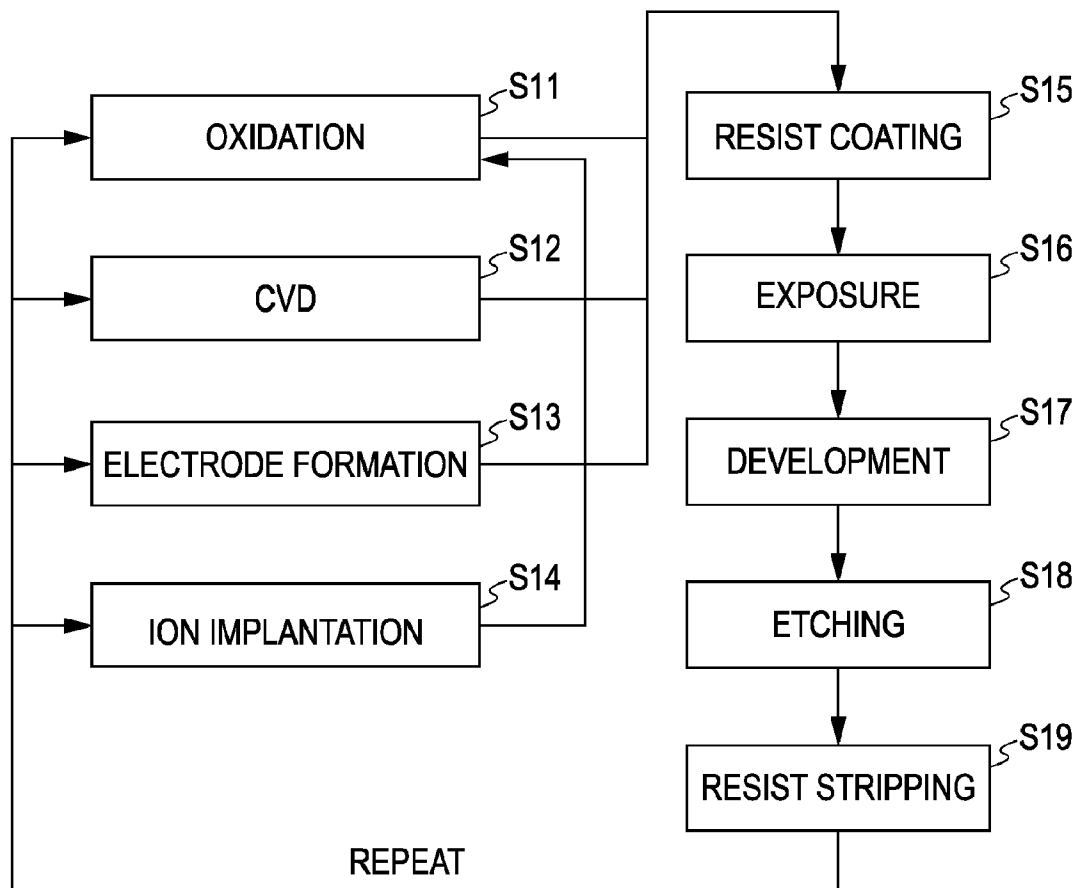 S11
OXIDATION
S12
CVD
S13
ELECTRODE FORMATION
S14
ION IMPLANTATION
S15
RESIST COATING
S16
EXPOSURE
S17
DEVELOPMENT
S18
ETCHING
S19
RESIST STRIPPING
REPEAT